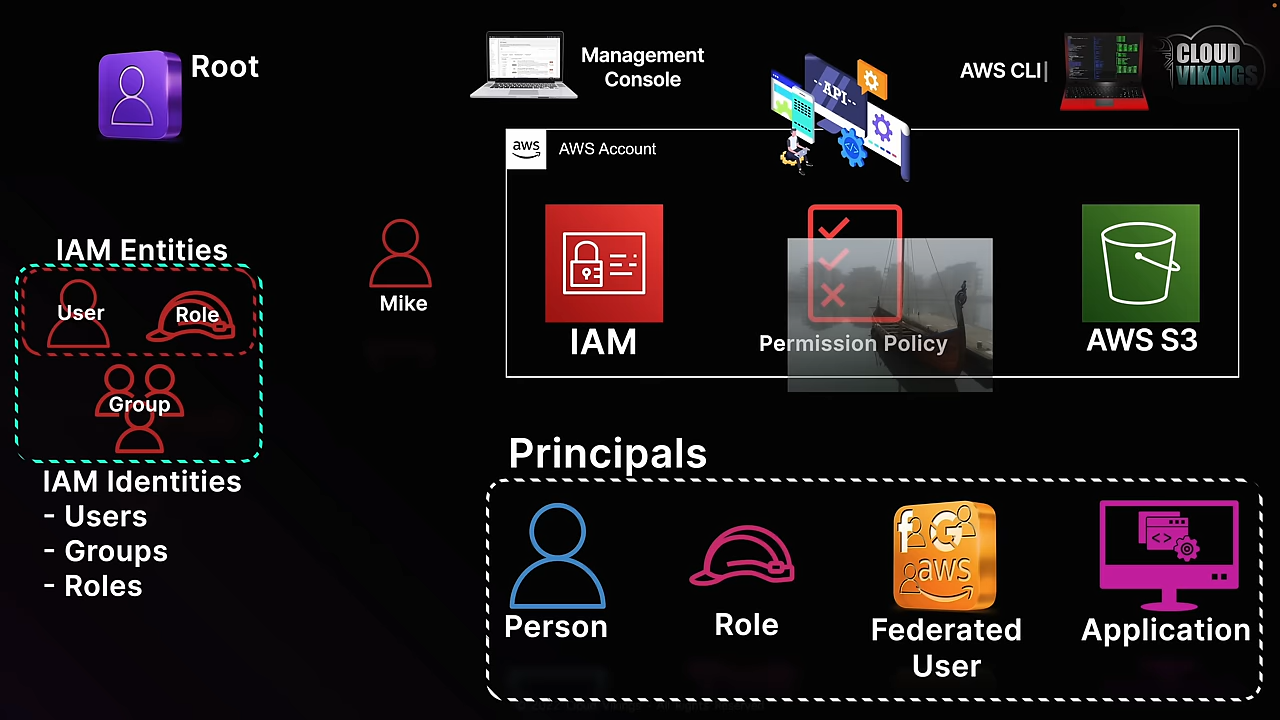 Root
Management
Console
--API--
AWS CLI
CLOUD
VIKINGS
aws
AWS Account
IAM Entities
User
Role
Group
IAM Identities
- Users
- Groups
- Roles
Mike
IAM
Permission Policy
AWS S3
Principals
f
G
aws
Person
Role
Federated
User
Application